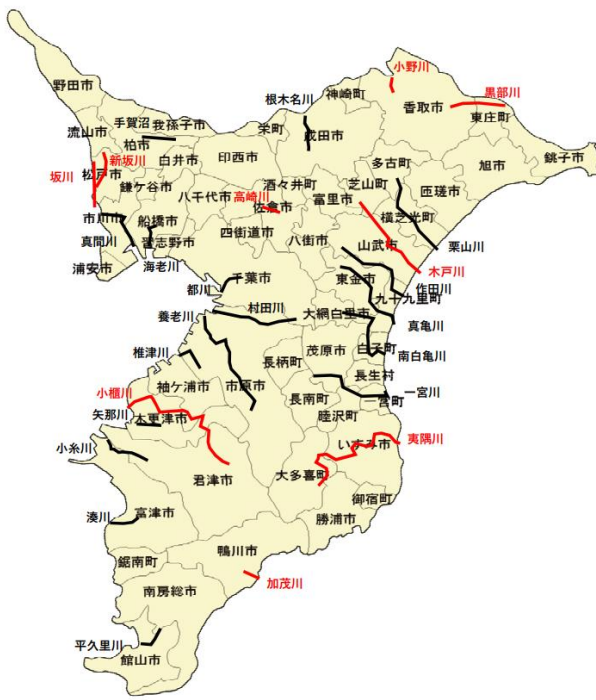 小野川
野田市
神崎町
黒部川
根木名川
香取市
手賀沼
我孫子市
栄町
成田市
東庄町
流山市
柏市
印西市
銚子市
新坂川
白井市
多古町
旭市
坂川
松戸市
酒々井町
芝山町
鎌ケ谷市
八千代市
高崎川
富里市
匝瑳市
佐倉市
市川市
船橋市
横芝光町
四街道市
八街市
真間川
習志野市
山武市
栗山川
浦安市
海老川
木戸川
千葉市
東金市
都川
作田川
九十九里町
養老川
村田川
大網白里市
真亀川
椎津川
茂原市
白子町
南白亀川
長柄町
小櫃川
袖ケ浦市
市原市
長生村
長南町
一宮川
矢那川
一宮町
木更津市
睦沢町
小糸川
いすみ市
夷隅川
君津市
大多喜町
御宿町
湊川
富津市
勝浦市
鴨川市
鋸南町
加茂川
南房総市
平久里川
館山市